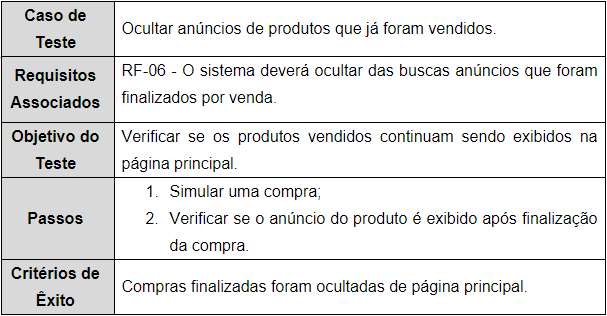 Caso de
Teste
Ocultar anúncios de produtos que já foram vendidos.
Requisitos
Associados
RF-06 - O sistema deverá ocultar das buscas anúncios que foram
finalizados por venda.
Objetivo do
Teste
Verificar se os produtos vendidos continuam sendo exibidos na
página principal.
Passos
1. Simular uma compra;
2. Verificar se o anúncio do produto é exibido após finalização
da compra.
Critérios de
Êxito
Compras finalizadas foram ocultadas de página principal.